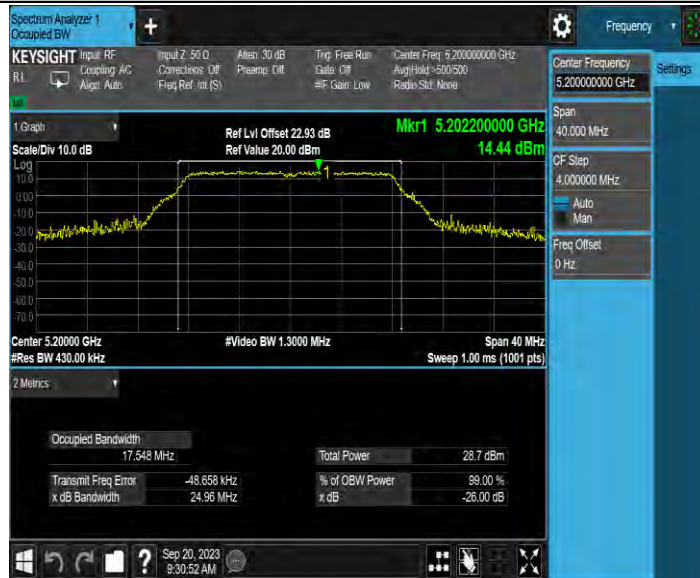 Spectrum Analyzer 1
Occupied BW
+
Frequency
KEYSIGHT Input: RF
RL
Coupling: AC
Align: Auto
Input Z: 50 Ω
Corrections: Off
Freq Ref: Int (S)
Atten: 30 dB
Preamp: Off
Trig: Free Run
Gate: Off
#IF Gain: Low
Center Freq: 5.200000000 GHz
Avg|Hold:>500/500
Radio Std: None
Center Frequency
5.200000000 GHz
Settings
Span
40.000 MHz
CF Step
4.000000 MHz
Auto
Man
Freq Offset
0 Hz
1 Graph
Scale/Div 10.0 dB
Ref Lvl Offset 22.93 dB
Ref Value 20.00 dBm
Mkr1 5.202200000 GHz
14.44 dBm
Log
10.0
0.00
-10.0
-20.0
-30.0
-40.0
-50.0
-60.0
-70.0
1
Center 5.20000 GHz
#Res BW 430.00 kHz
#Video BW 1.3000 MHz
Span 40 MHz
Sweep 1.00 ms (1001 pts)
2 Metrics
Occupied Bandwidth
17.548 MHz
Total Power 28.7 dBm
Transmit Freq Error -48.658 kHz
% of OBW Power 99.00 %
x dB Bandwidth 24.96 MHz
x dB -26.00 dB
?
Sep 20, 2023
9:30:52 AM